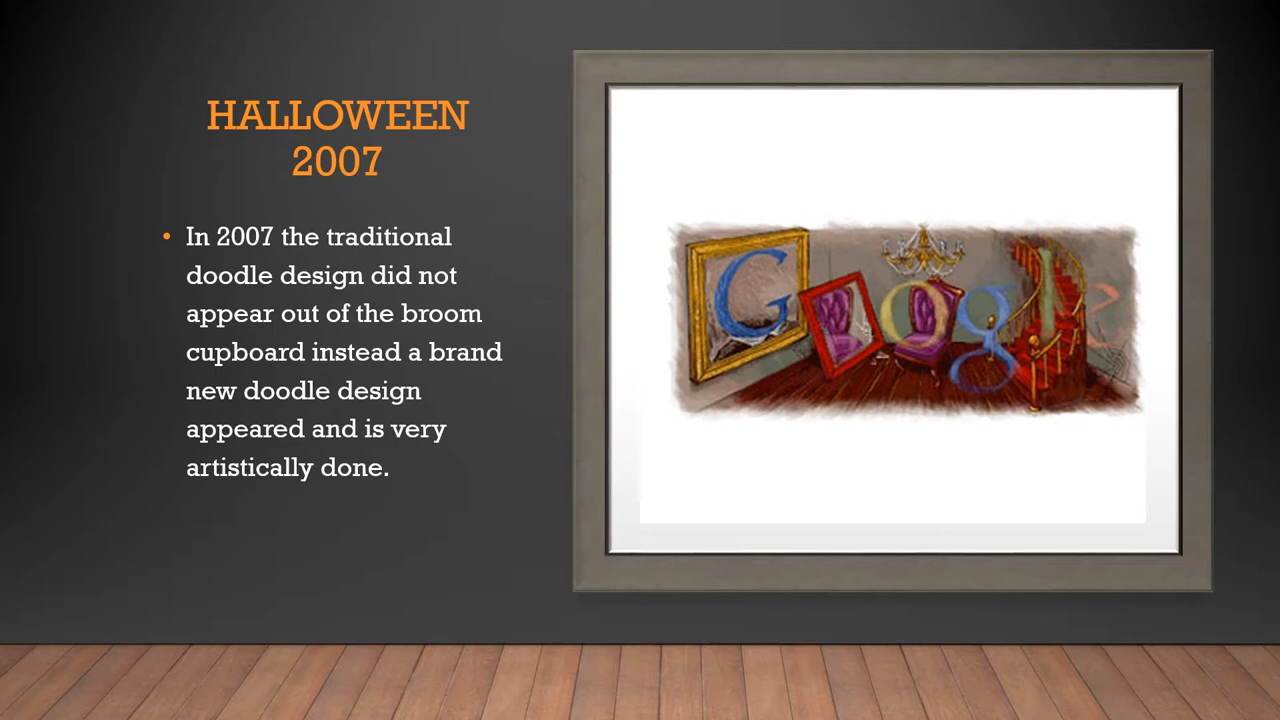 HALLOWEEN
2007
• In 2007 the traditional
doodle design did not
appear out of the broom
cupboard instead a brand
new doodle design
appeared and is very
artistically done.
Google